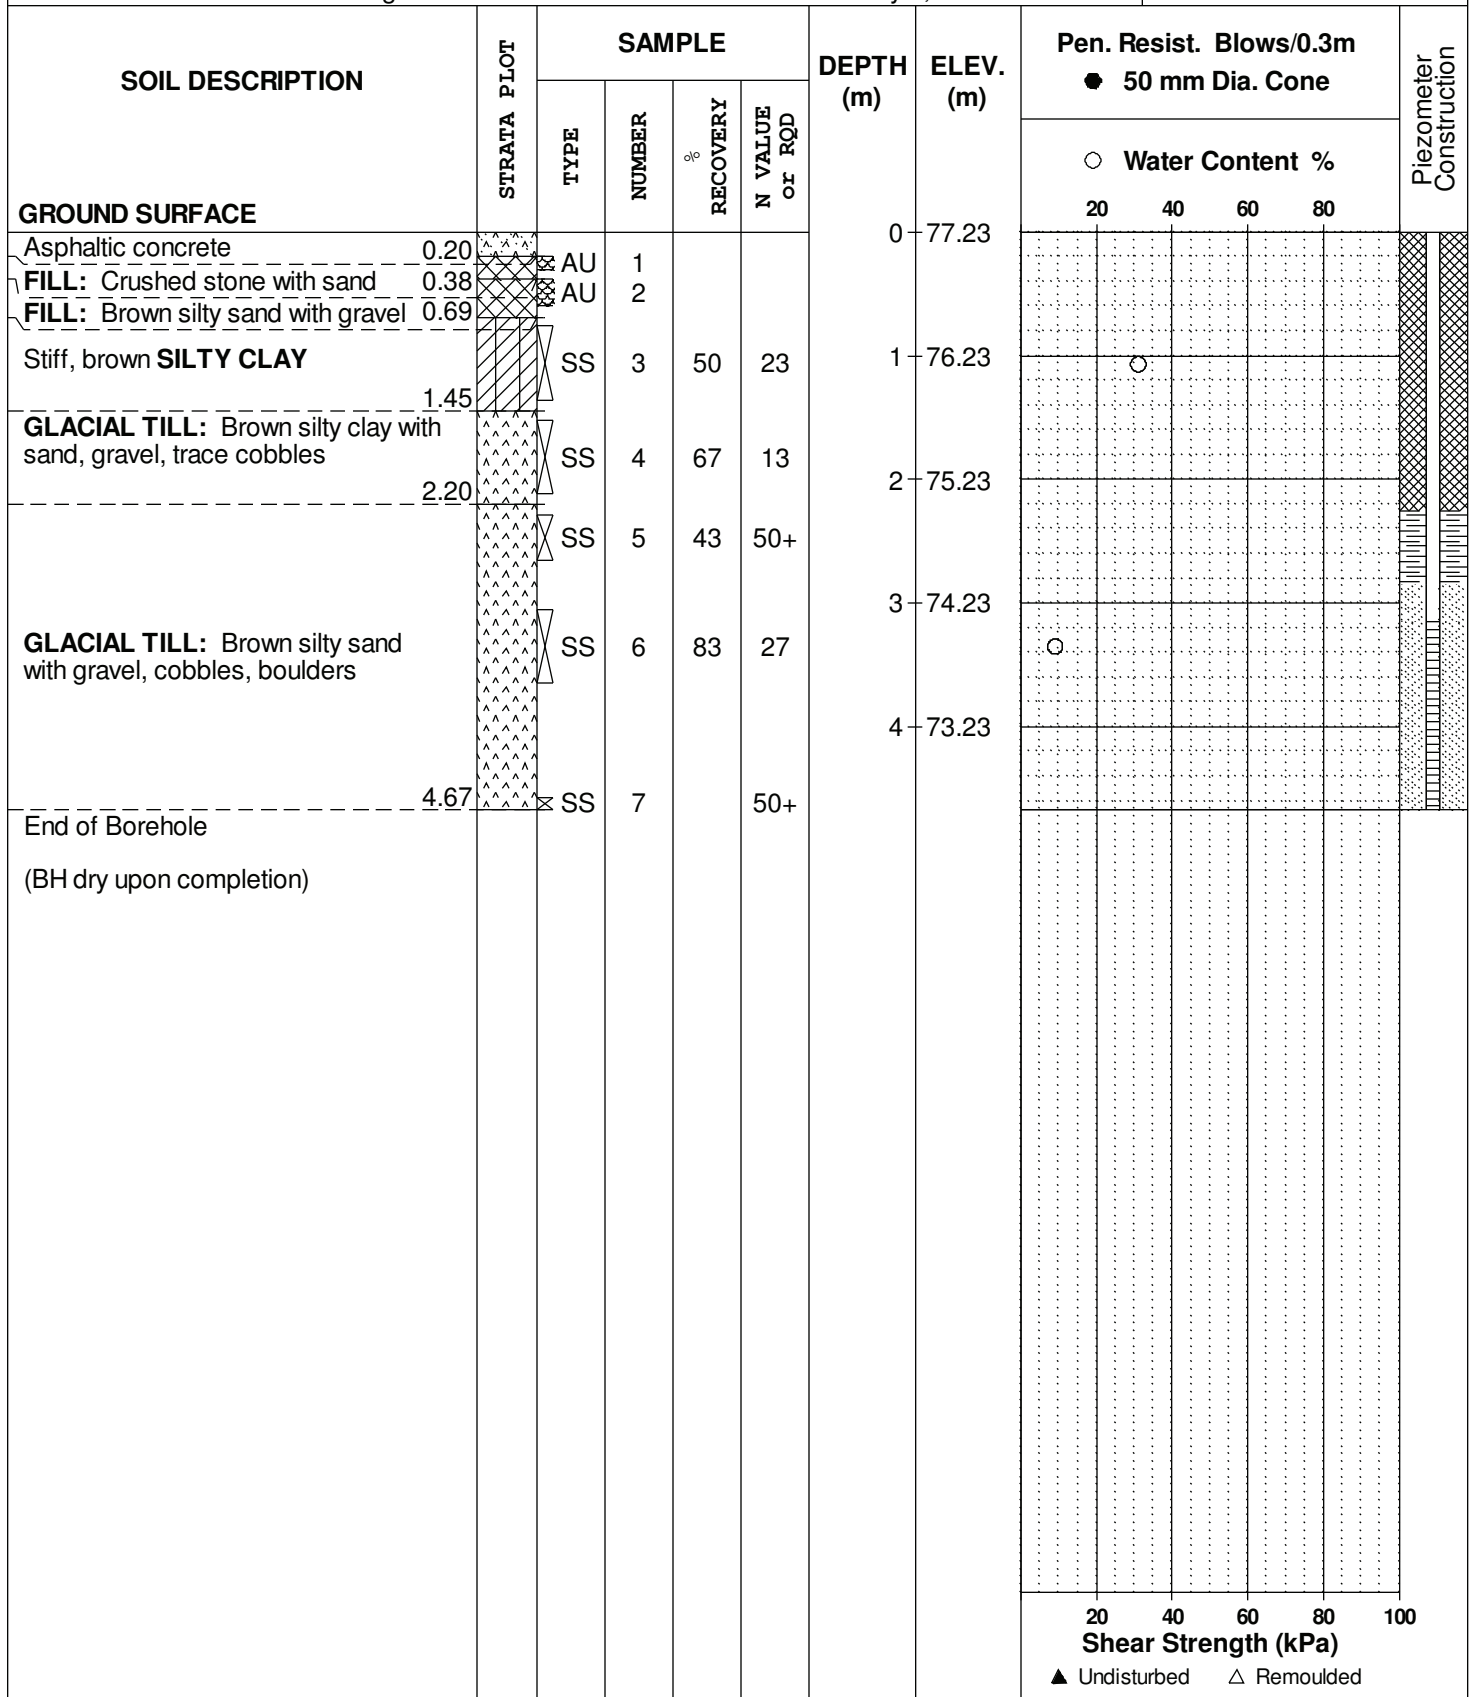 SOIL DESCRIPTION
GROUND SURFACE
STRATA PLOT
SAMPLE
TYPE
NUMBER
% RECOVERY
N VALUE or RQD
DEPTH (m)
ELEV. (m)
Pen. Resist. Blows/0.3m
● 50 mm Dia. Cone
○ Water Content %
20 40 60 80
Piezometer Construction
0 77.23
Asphaltic concrete 0.20
AU 1
FILL: Crushed stone with sand 0.38
AU 2
FILL: Brown silty sand with gravel 0.69
Stiff, brown SILTY CLAY
SS 3 50 23
1 76.23
1.45
GLACIAL TILL: Brown silty clay with
sand, gravel, trace cobbles
SS 4 67 13
2 75.23
2.20
SS 5 43 50+
3 74.23
GLACIAL TILL: Brown silty sand
with gravel, cobbles, boulders
SS 6 83 27
4 73.23
4.67
SS 7 50+
End of Borehole
(BH dry upon completion)
20 40 60 80 100
Shear Strength (kPa)
▲ Undisturbed △ Remoulded